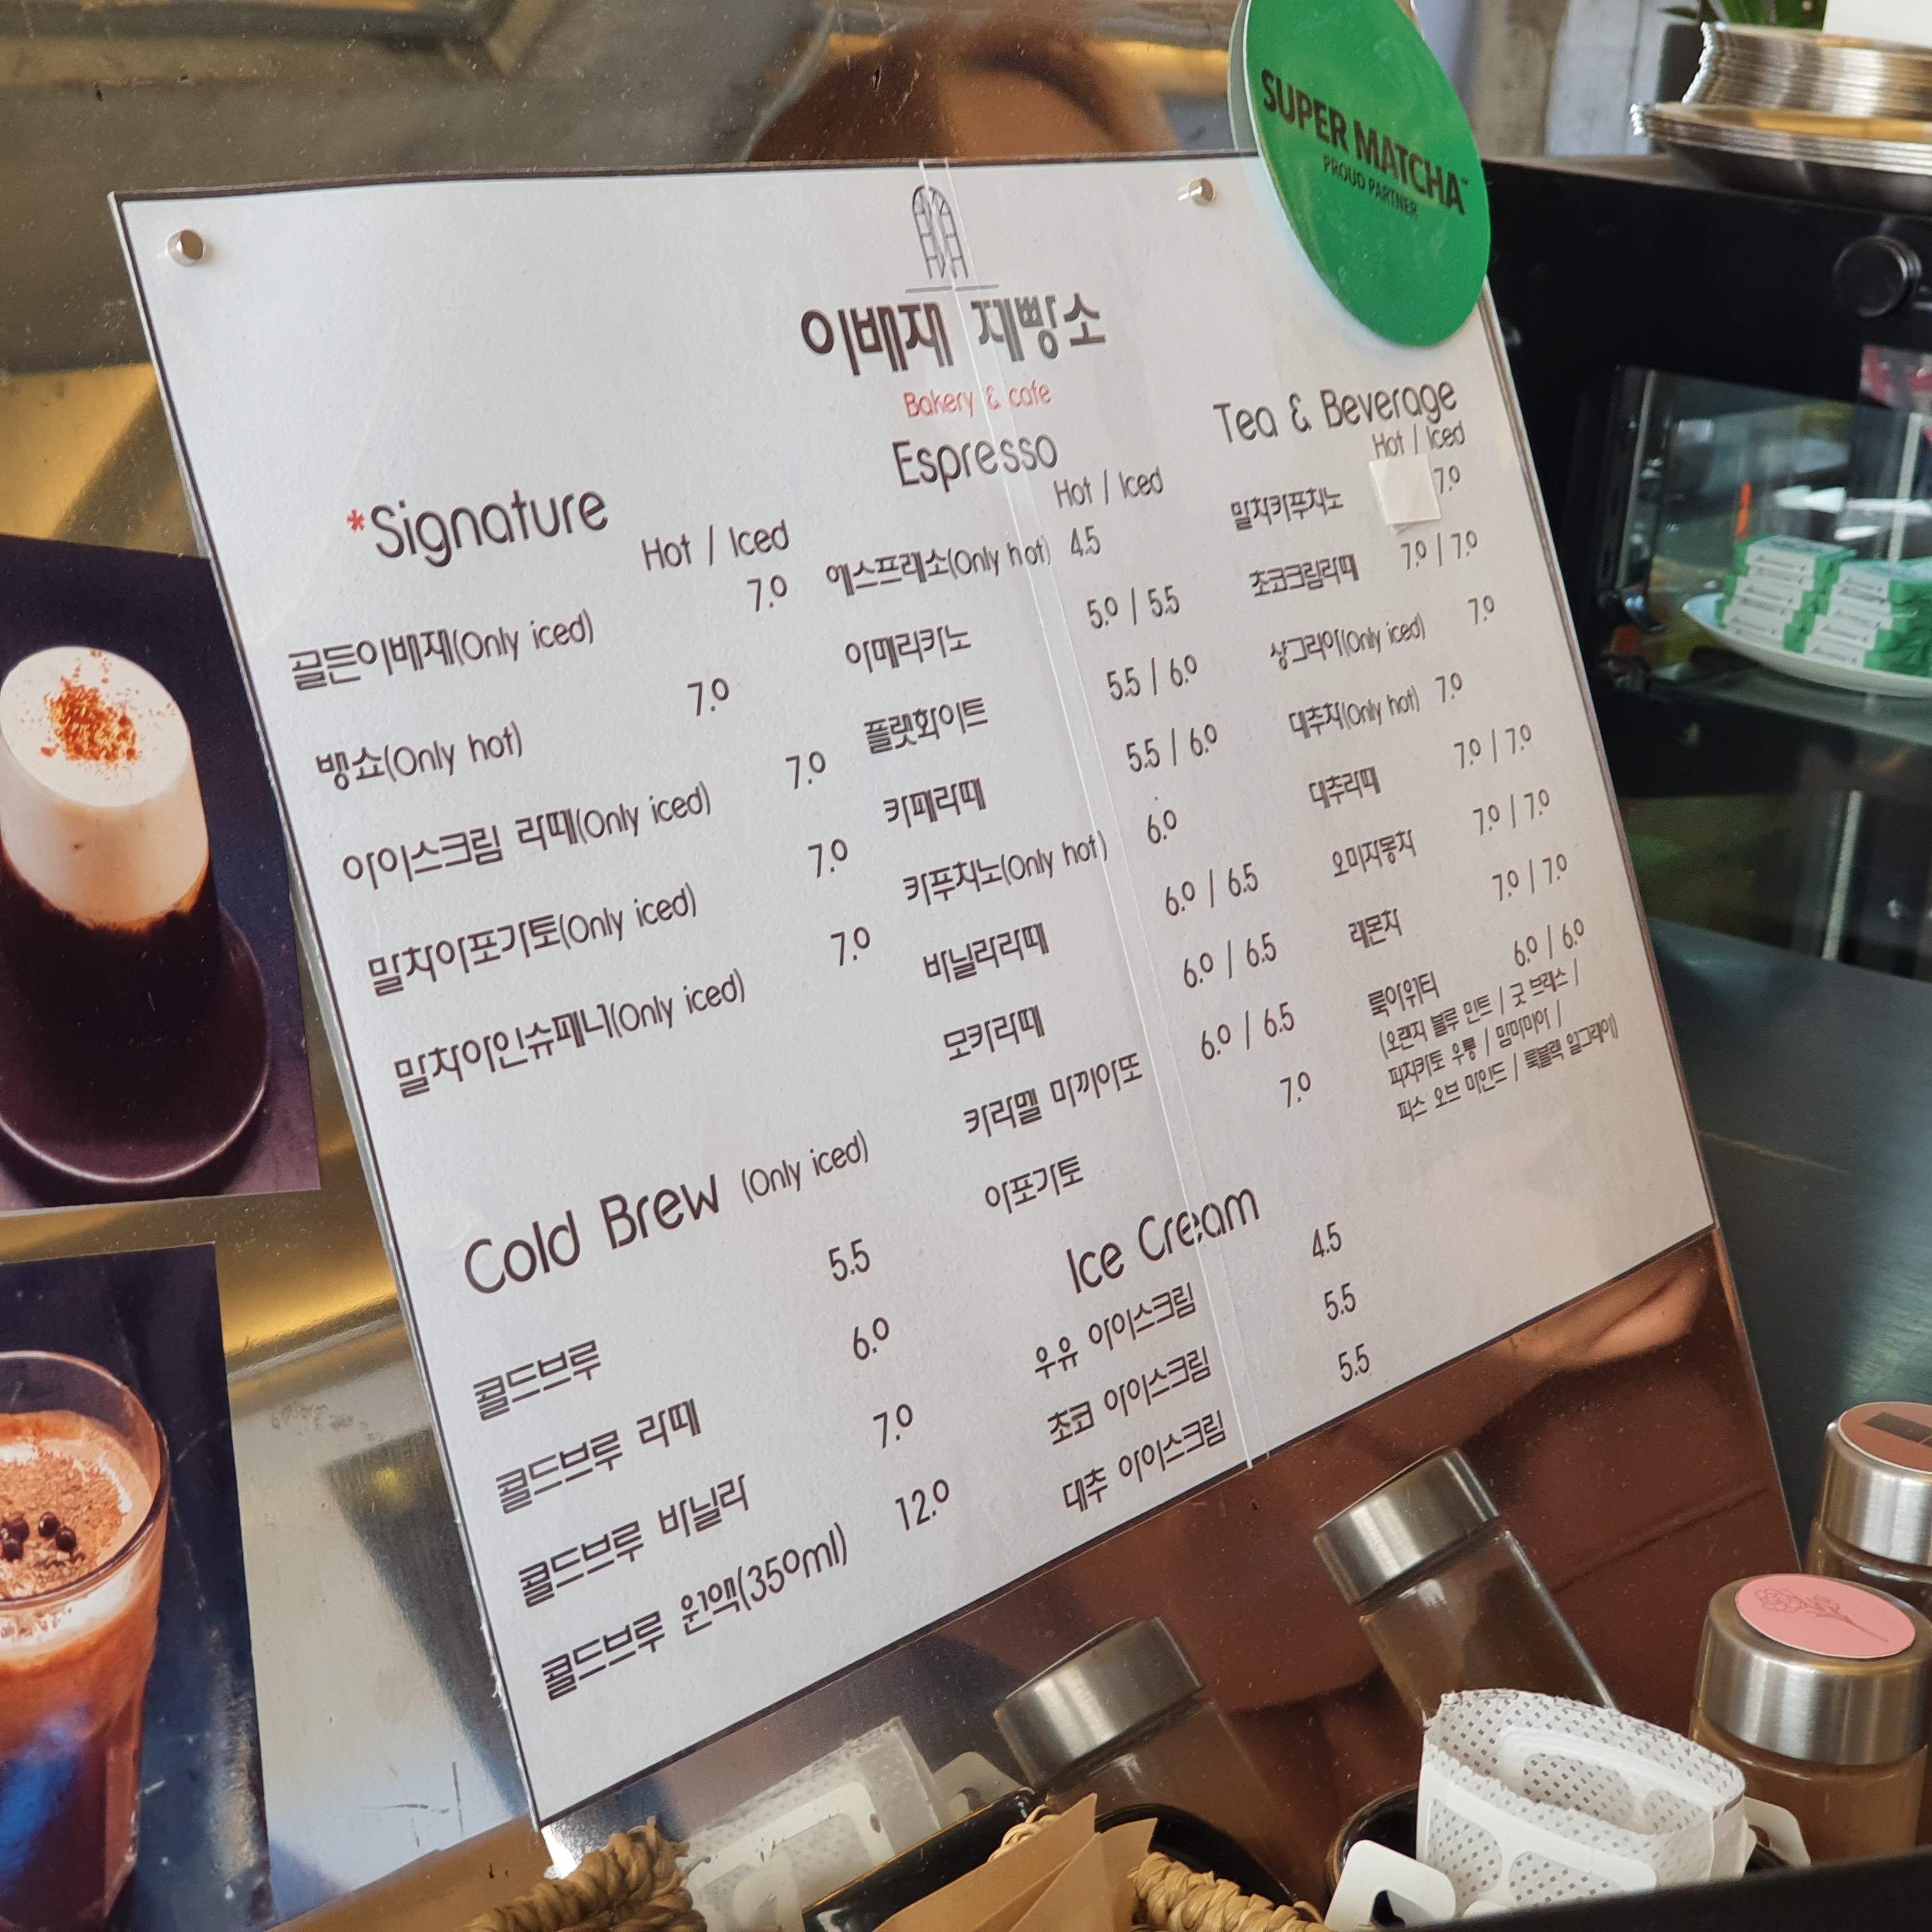 SUPER MATCHA™
PROUD PARTNER
이배재 제빵소
Bakery & cafe
*Signature
Hot / Iced
골든이배재(Only iced) 7.0
뱅쇼(Only hot) 7.0
아이스크림 라떼(Only iced) 7.0
말차아포가토(Only iced) 7.0
말차아인슈페너(Only iced) 7.0
Cold Brew (Only iced)
콜드브루 5.5
콜드브루 라떼 6.0
콜드브루 바닐라 7.0
콜드브루 원액(350ml) 12.0
Espresso
Hot / Iced
에스프레소(Only hot) 4.5
아메리카노 5.0 / 5.5
플랫화이트 5.5 / 6.0
카페라떼 5.5 / 6.0
카푸치노(Only hot) 6.0
바닐라라떼 6.0 / 6.5
모카라떼 6.0 / 6.5
카라멜 마끼아또 6.0 / 6.5
아포가토 7.0
Ice Cream
우유 아이스크림 4.5
초코 아이스크림 5.5
대추 아이스크림 5.5
Tea & Beverage
Hot / Iced
말차카푸치노 7.0
초코크림라떼 7.0 / 7.0
샹그리아(Only iced) 7.0
대추차(Only hot) 7.0
대추라떼 7.0 / 7.0
오미자몽차 7.0 / 7.0
레몬차 7.0 / 7.0
룩아워티 6.0 / 6.0
(오랜지 블루 민트 / 굿 브래스 /
피치카토 우롱 / 맘마미아 /
피스 오브 마인드 / 룩블랙 얼그레이)